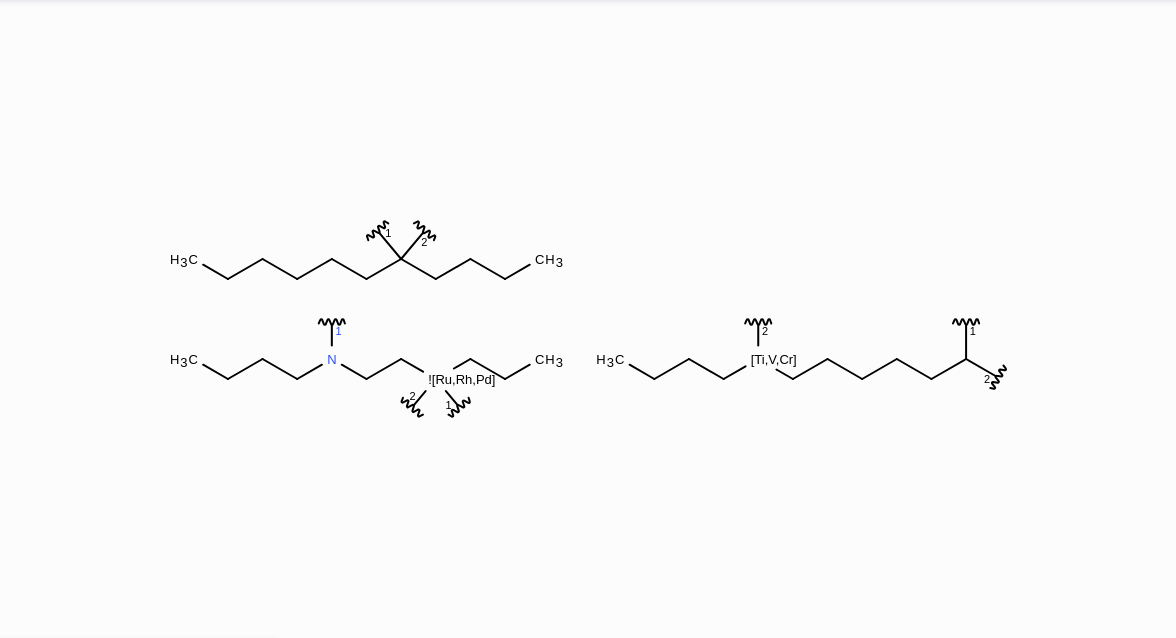 1 2
H3C CH3
1 2 1
H3C N CH3 H3C [Ti,V,Cr]
![Ru,Rh,Pd] 2
2 1